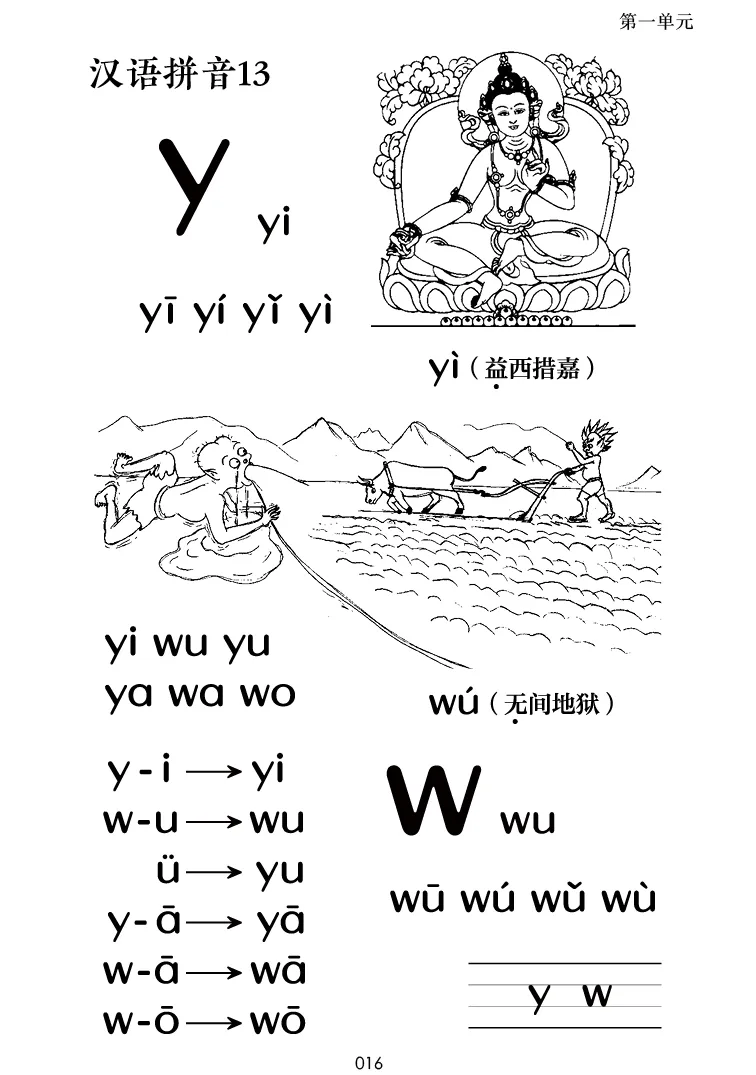 第一单元
汉语拼音13
y
yi
yī yí yǐ yì
yì（益西措嘉）
yi wu yu
ya wa wo
wú（无间地狱）
y-i→yi
w-u→wu
ü→yu
y-ā→yā
w-ā→wā
w-ō→wō
w
wu
wū wú wǔ wù
y w
016